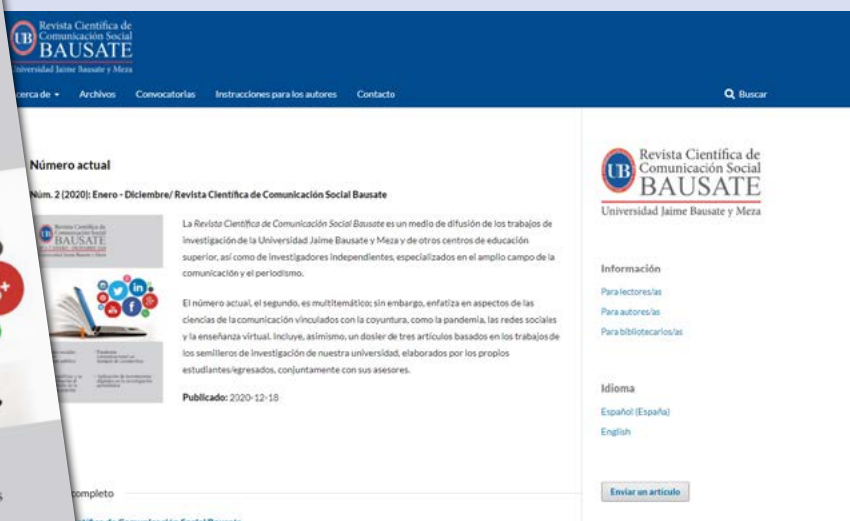 Revista Científica de
Comunicación Social
UB BAUSATE
Universidad Jaime Bausate y Meza
Acerca de Archivos Convocatorias Instrucciones para los autores Contacto Buscar
Número actual
Núm. 2 (2020): Enero - Diciembre/ Revista Científica de Comunicación Social Bausate
La Revista Científica de Comunicación Social Bausate es un medio de difusión de los trabajos de
investigación de la Universidad Jaime Bausate y Meza y de otros centros de educación
superior, así como de investigadores independientes, especializados en el amplio campo de la
comunicación y el periodismo.
El número actual, el segundo, es multitemático; sin embargo, enfatiza en aspectos de las
ciencias de la comunicación vinculados con la coyuntura, como la pandemia, las redes sociales
y la enseñanza virtual. Incluye, asimismo, un dosier de tres artículos basados en los trabajos de
los semilleros de investigación de nuestra universidad, elaborados por los propios
estudiantes/egresados, conjuntamente con sus asesores.
Publicado: 2020-12-18
completo
Revista Científica de
Comunicación Social
UB BAUSATE
Universidad Jaime Bausate y Meza
Información
Para lectores/as
Para autores/as
Para bibliotecarios/as
Idioma
Español (España)
English
Enviar un artículo